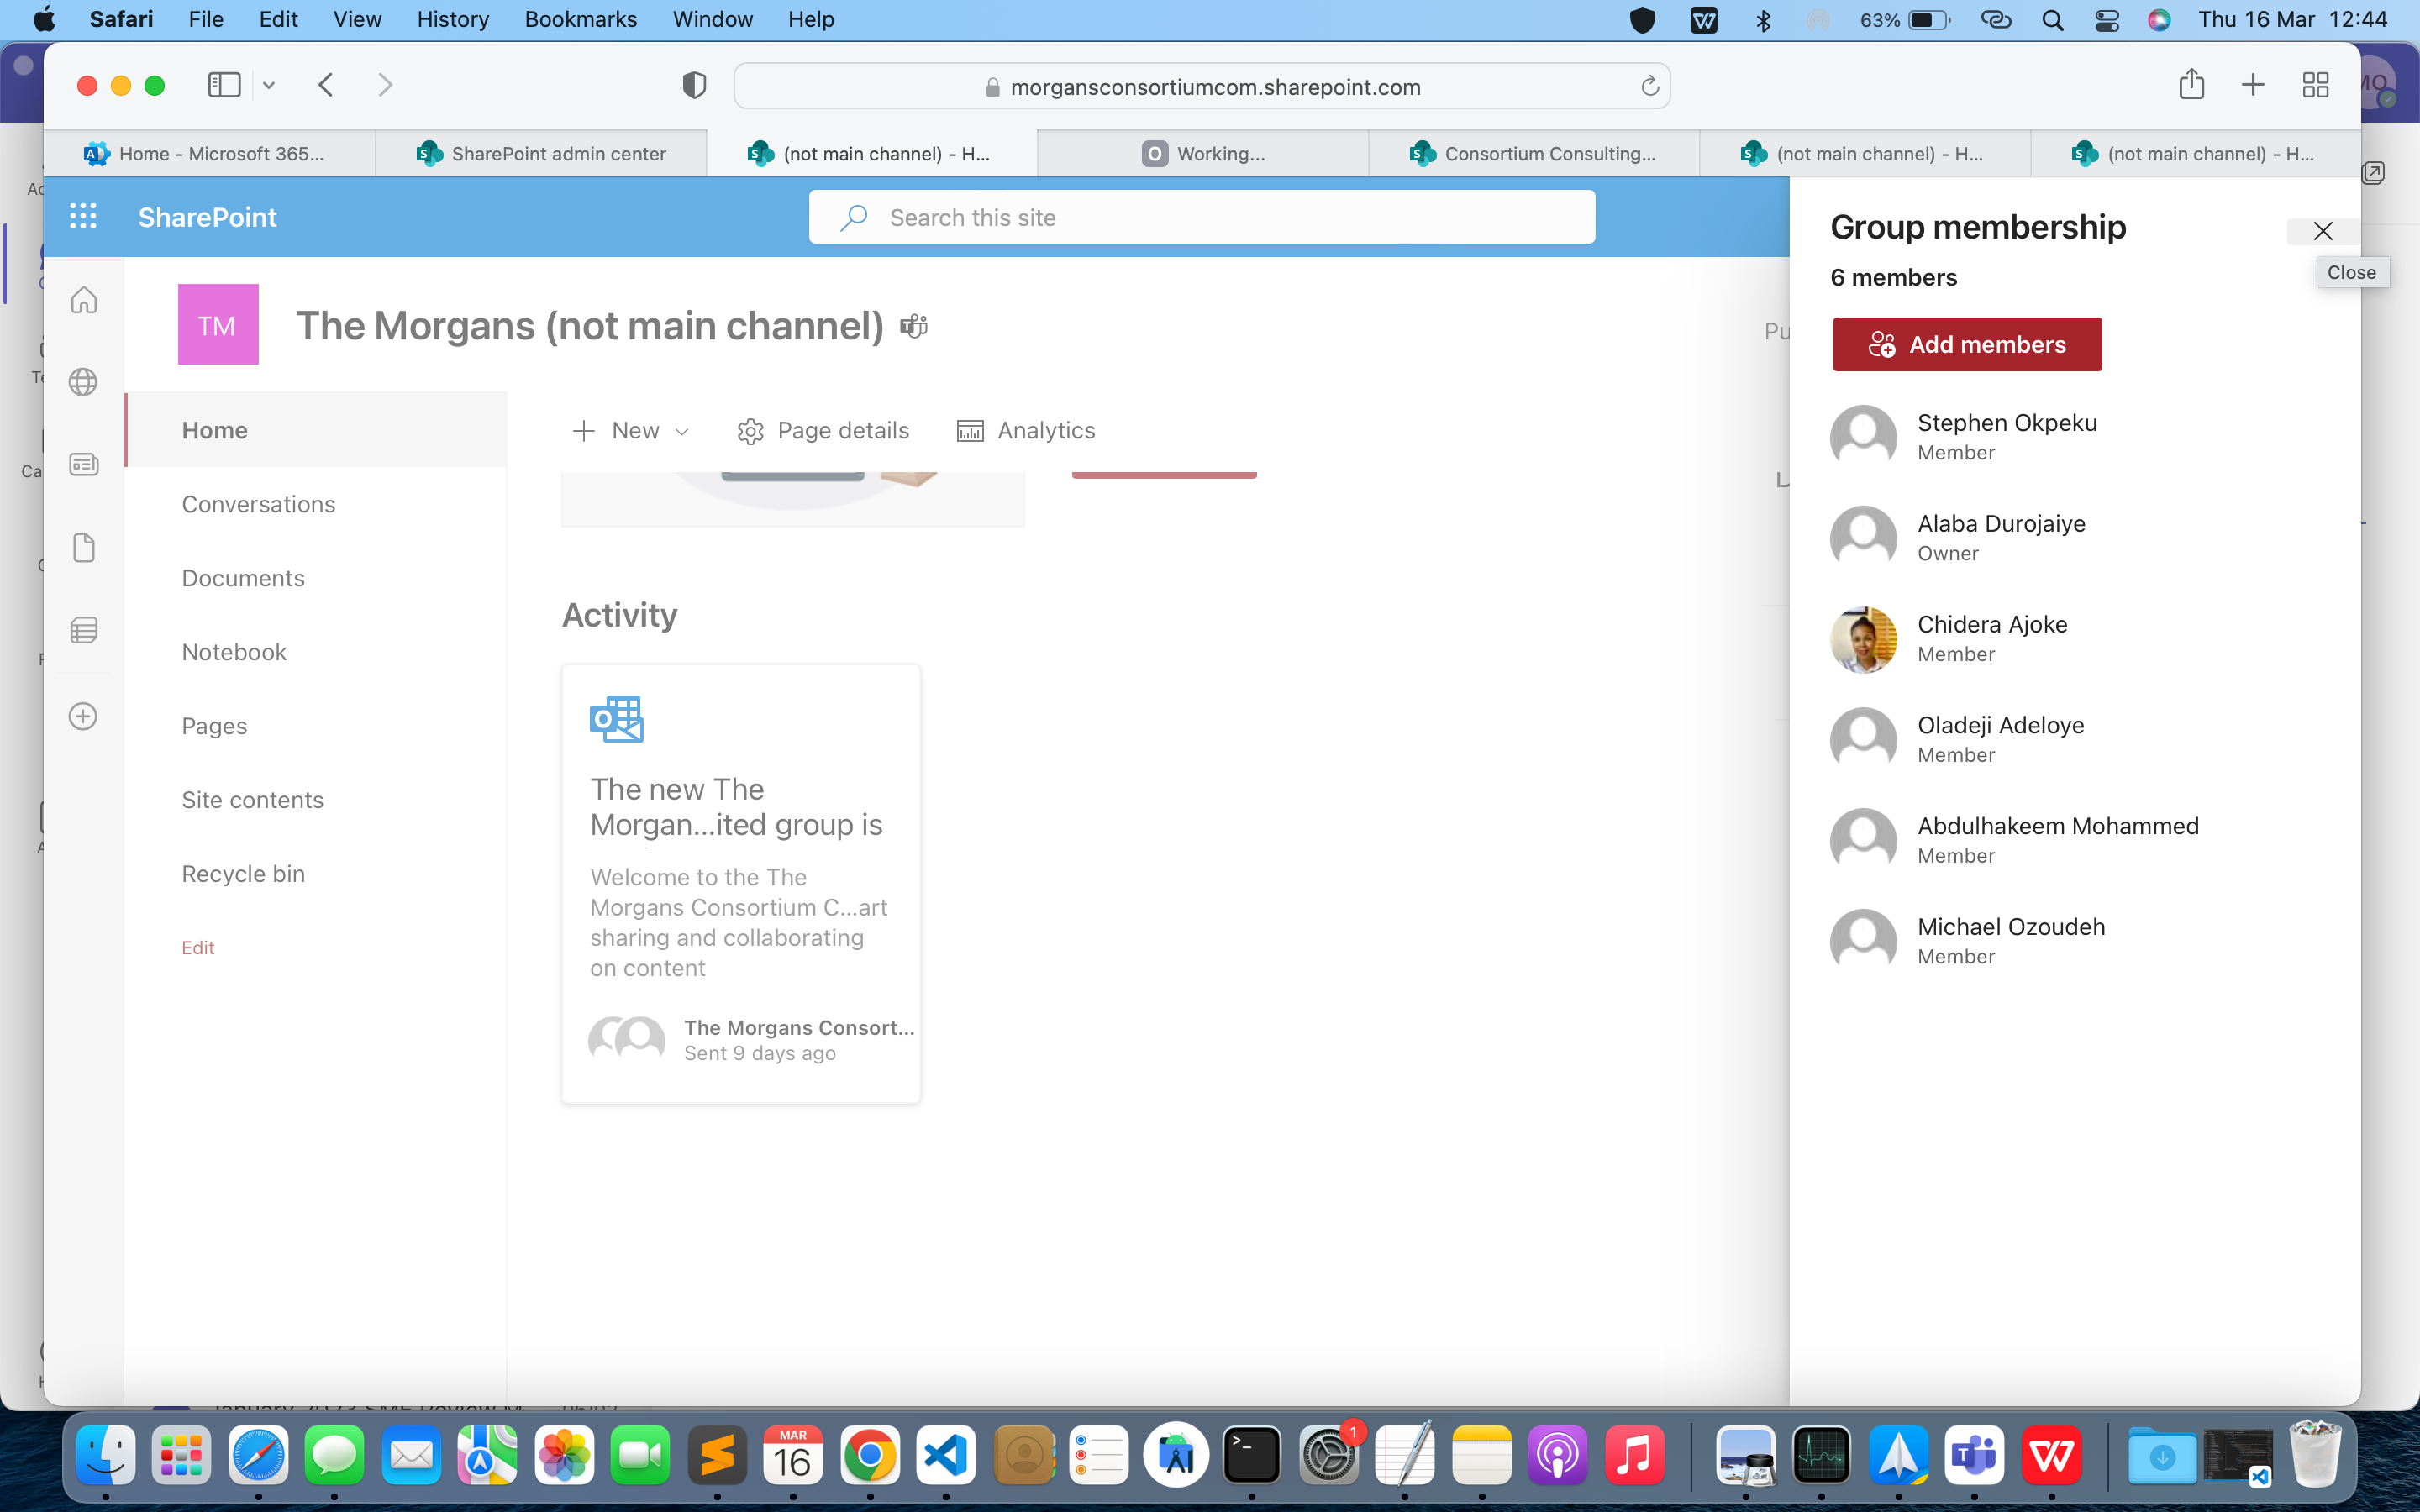 Safari File Edit View History Bookmarks Window Help 63% Thu 16 Mar 12:44
morgansconsortiumcom.sharepoint.com
MO
Home - Microsoft 365... SharePoint admin center (not main channel) - H... Working... Consortium Consulting... (not main channel) - H... (not main channel) - H...
SharePoint
Search this site
TM
The Morgans (not main channel)
Home
Conversations
Documents
Notebook
Pages
Site contents
Recycle bin
Edit
New Page details Analytics
Activity
The new The
Morgan...ited group is
Welcome to the The
Morgans Consortium C...art
sharing and collaborating
on content
The Morgans Consort...
Sent 9 days ago
Group membership
Close
6 members
Add members
Stephen Okpeku
Member
Alaba Durojaiye
Owner
Chidera Ajoke
Member
Oladeji Adeloye
Member
Abdulhakeem Mohammed
Member
Michael Ozoudeh
Member
MAR
16
1